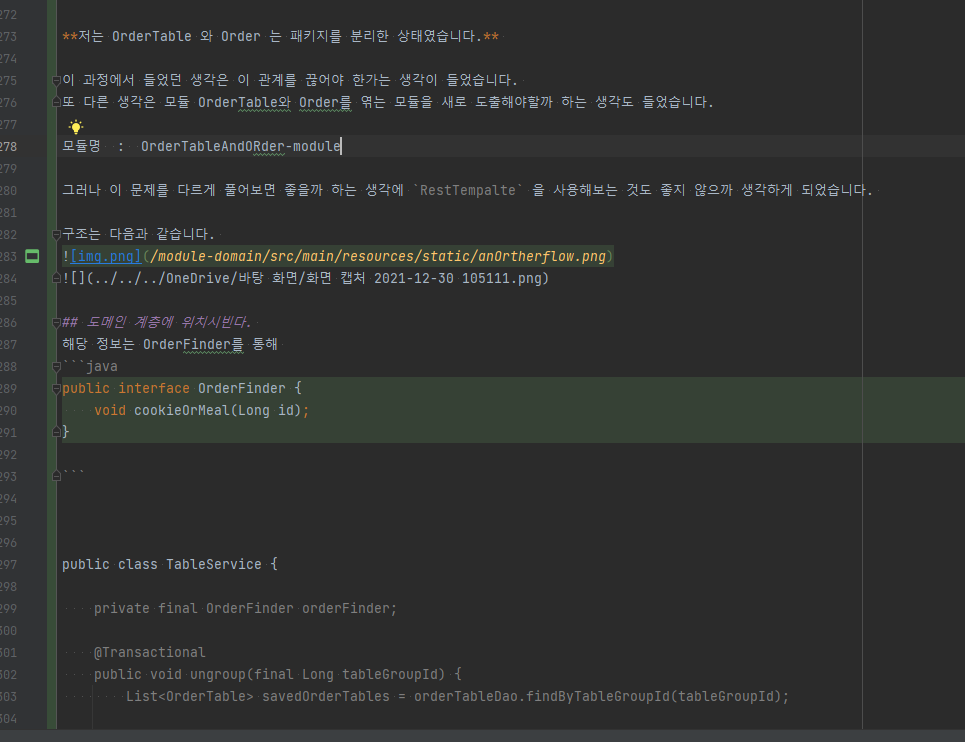 272
273 **저는 OrderTable 와 Order 는 패키지를 분리한 상태였습니다.**
274
275 이 과정에서 들었던 생각은 이 관계를 끊어야 한가는 생각이 들었습니다.
276 또 다른 생각은 모듈 OrderTable와 Order를 엮는 모듈을 새로 도출해야할까 하는 생각도 들었습니다.
277
278 모듈명 : OrderTableAndORder-module
279
280 그러나 이 문제를 다르게 풀어보면 좋을까 하는 생각에 `RestTempalte` 을 사용해보는 것도 좋지 않으까 생각하게 되었습니다.
281
282 구조는 다음과 같습니다.
283 ![img.png](/module-domain/src/main/resources/static/anOrtherflow.png)
284 ![](../../../OneDrive/바탕 화면/화면 캡처 2021-12-30 105111.png)
285
286 ## 도메인 계층에 위치시빈다.
287 해당 정보는 OrderFinder를 통해
288 ```java
289 public interface OrderFinder {
290 void cookieOrMeal(Long id);
291 }
292
293 ```
294
295
296
297 public class TableService {
298
299 private final OrderFinder orderFinder;
300
301 @Transactional
302 public void ungroup(final Long tableGroupId) {
303 List<OrderTable> savedOrderTables = orderTableDao.findByTableGroupId(tableGroupId);
304